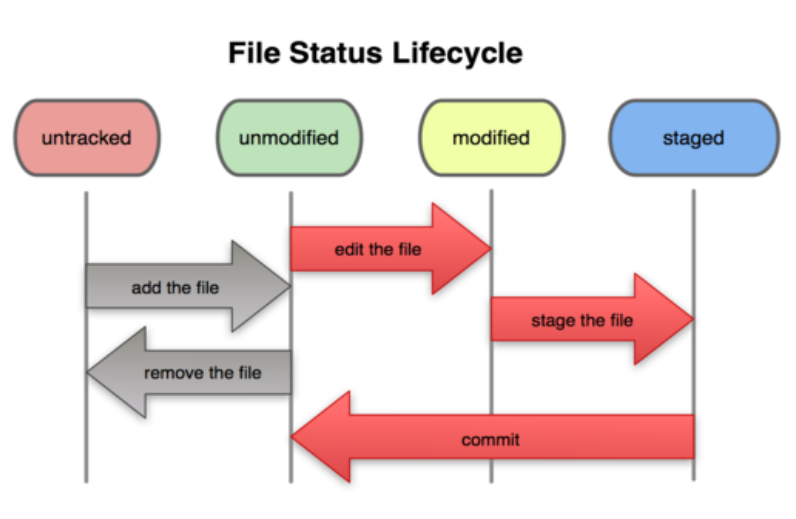 File Status Lifecycle
untracked
unmodified
modified
staged
edit the file
add the file
stage the file
remove the file
commit